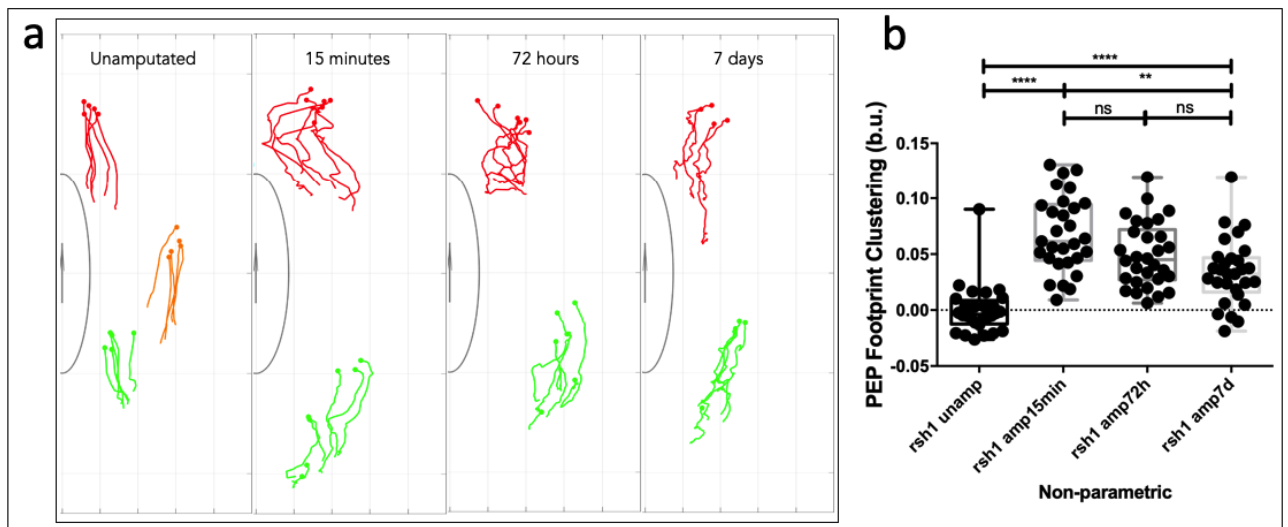 a
Unamputated
15 minutes
72 hours
7 days
b
****
**** **
ns ns
PEP Footprint Clustering (b.u.)
0.15
0.10
0.05
0.00
-0.05
rsh1 unamp
rsh1 amp15min
rsh1 amp72h
rsh1 amp7d
Non-parametric